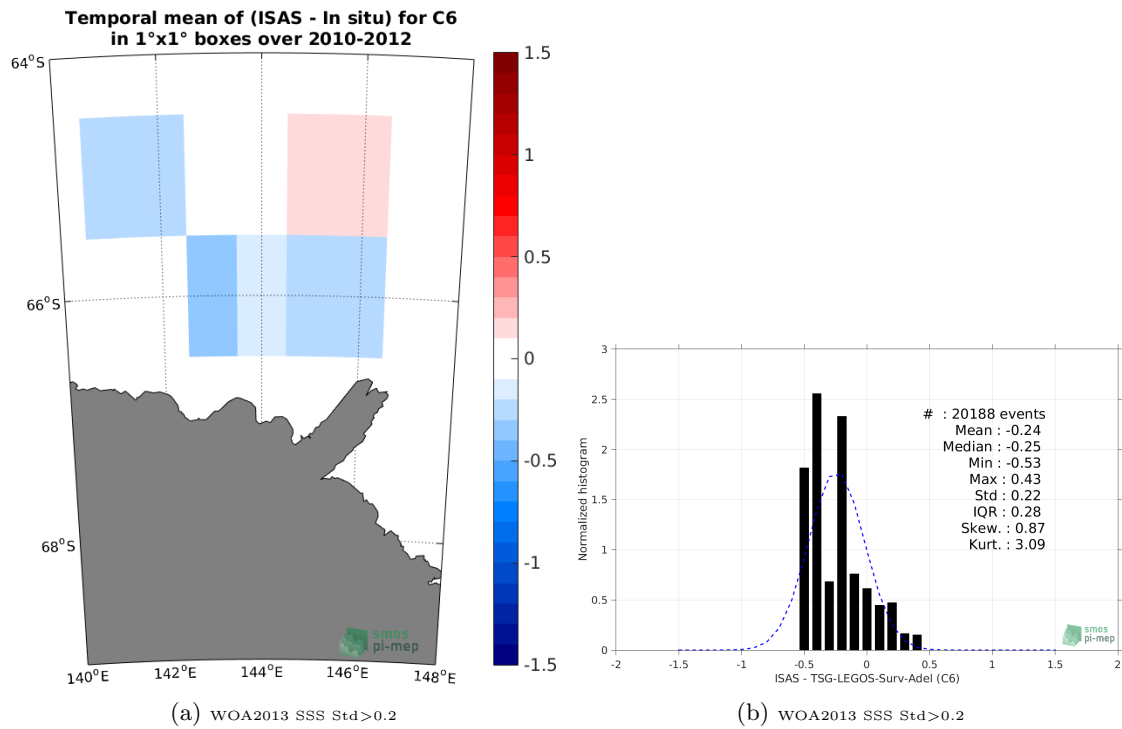 Temporal mean of (ISAS - In situ) for C6
in 1°x1° boxes over 2010-2012
64°S
66°S
68°S
140°E
142°E
144°E
146°E
148°E
1.5
1
0.5
0
-0.5
-1
-1.5
smos
pi-mep
(a) WOA2013 SSS Std>0.2
Normalized histogram
3
2.5
2
1.5
1
0.5
0
-2
-1.5
-1
-0.5
0
0.5
1
1.5
2
# : 20188 events
Mean : -0.24
Median : -0.25
Min : -0.53
Max : 0.43
Std : 0.22
IQR : 0.28
Skew. : 0.87
Kurt. : 3.09
smos
pi-mep
ISAS - TSG-LEGOS-Surv-Adel (C6)
(b) WOA2013 SSS Std>0.2